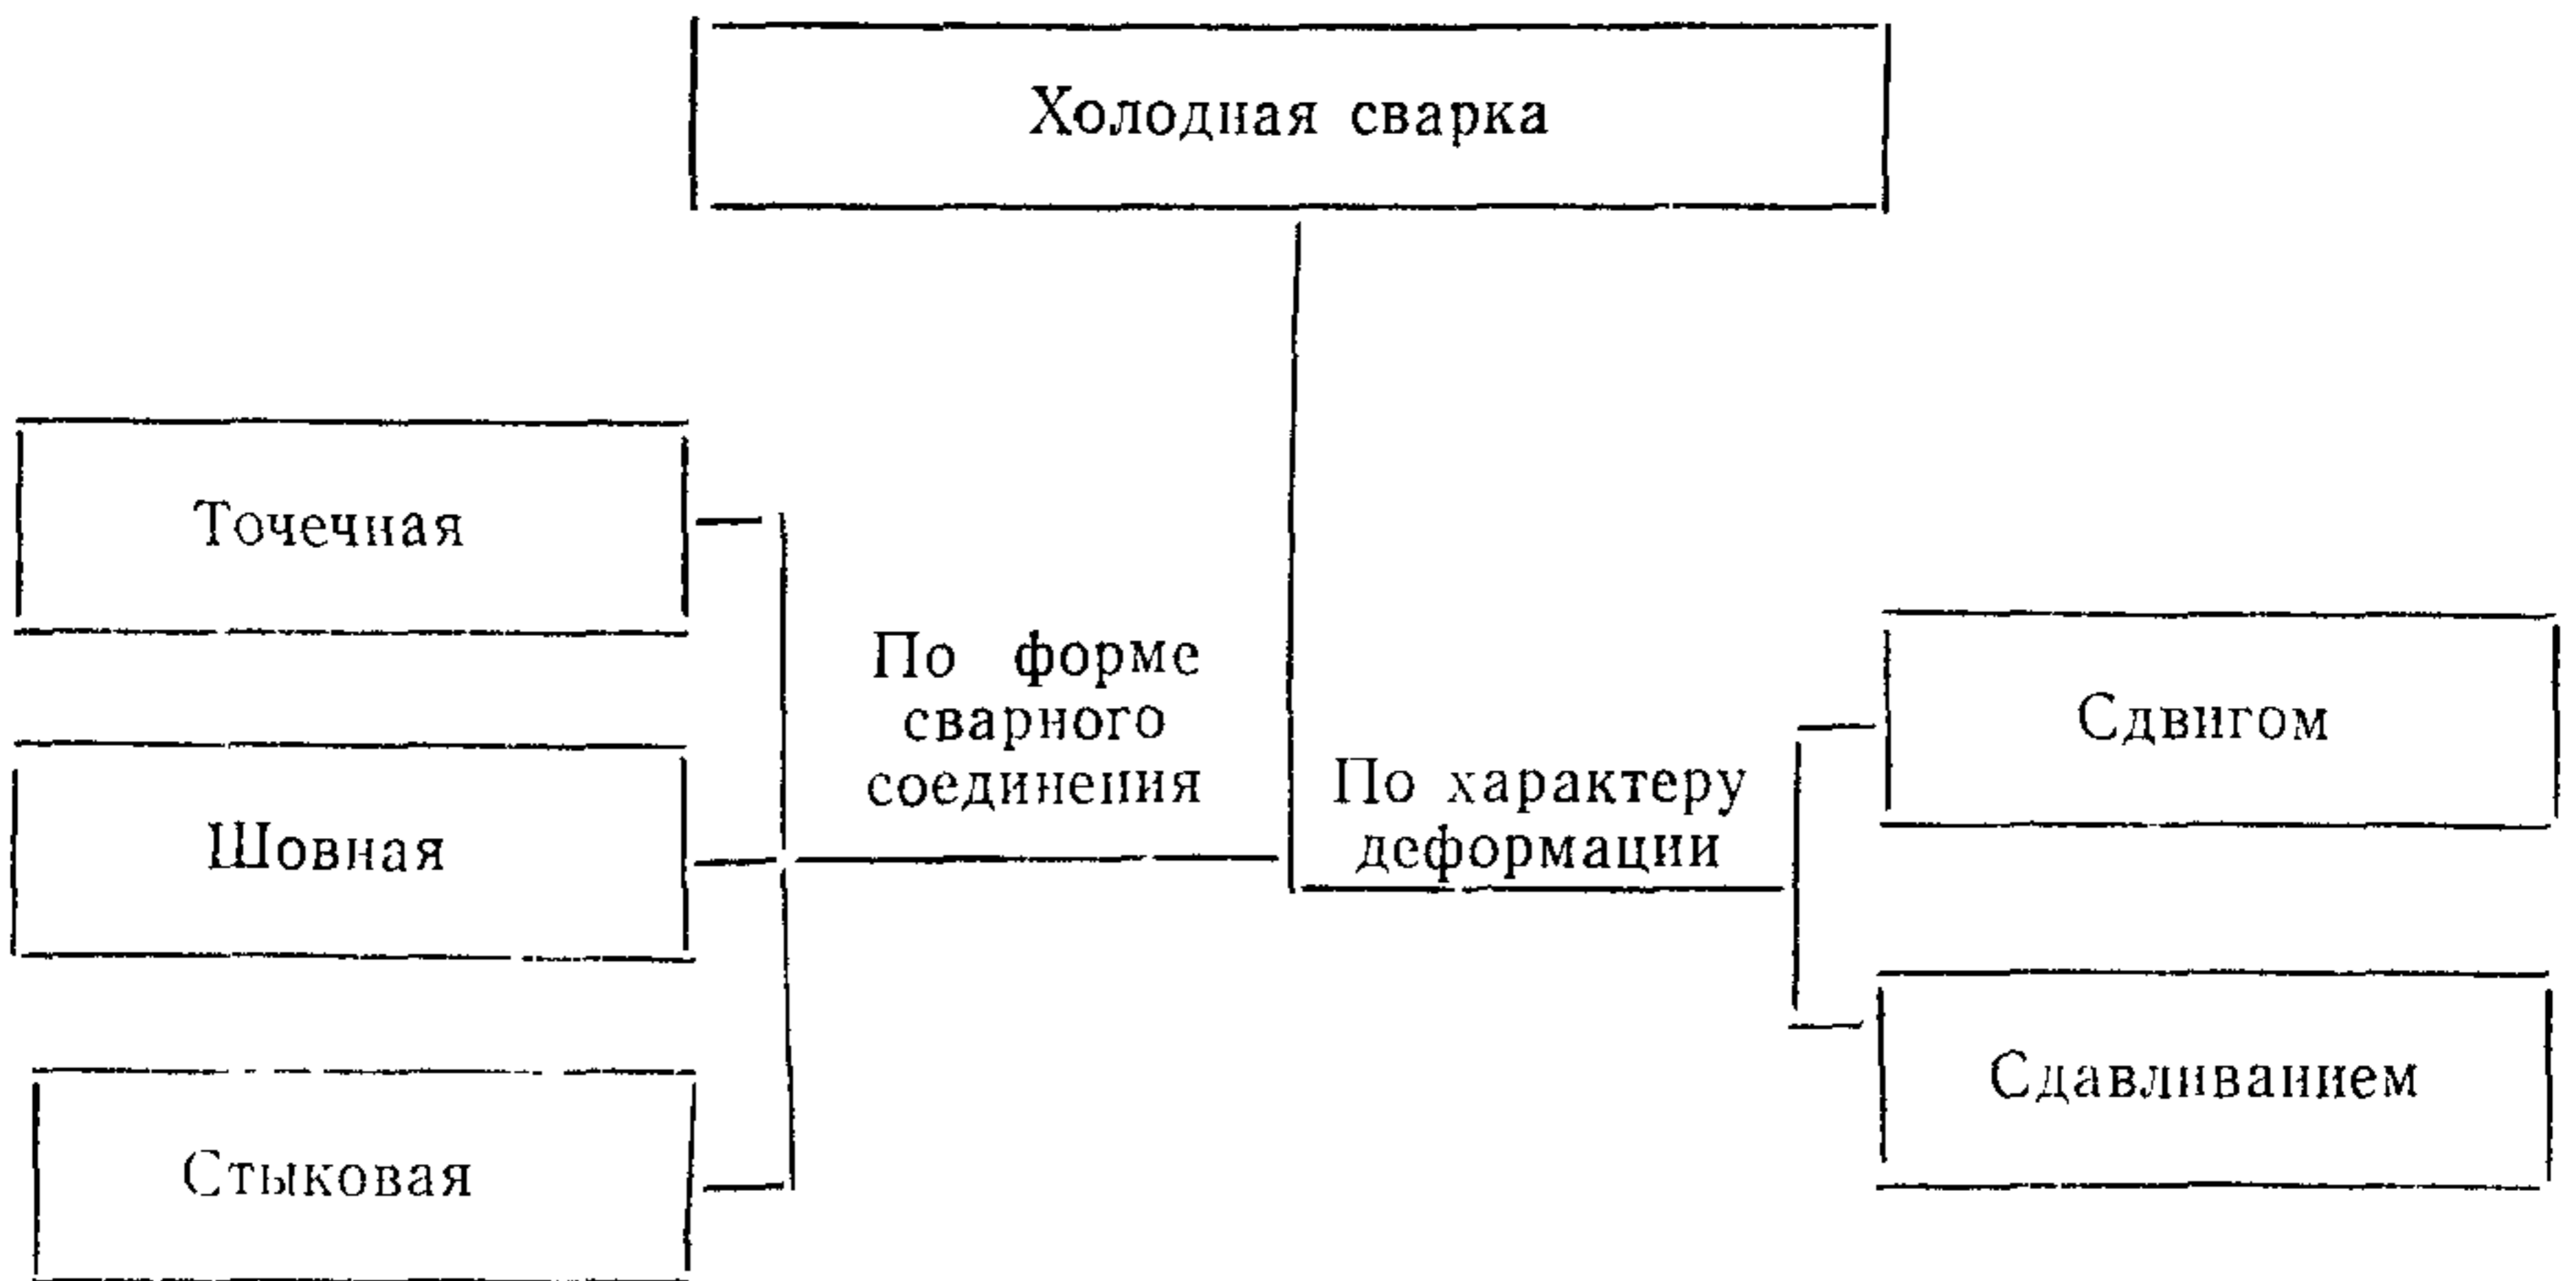 Холодная сварка
Точечная
Шовная
Стыковая
По форме
сварного
соединения
По характеру
деформации
Сдвигом
Сдавливанием